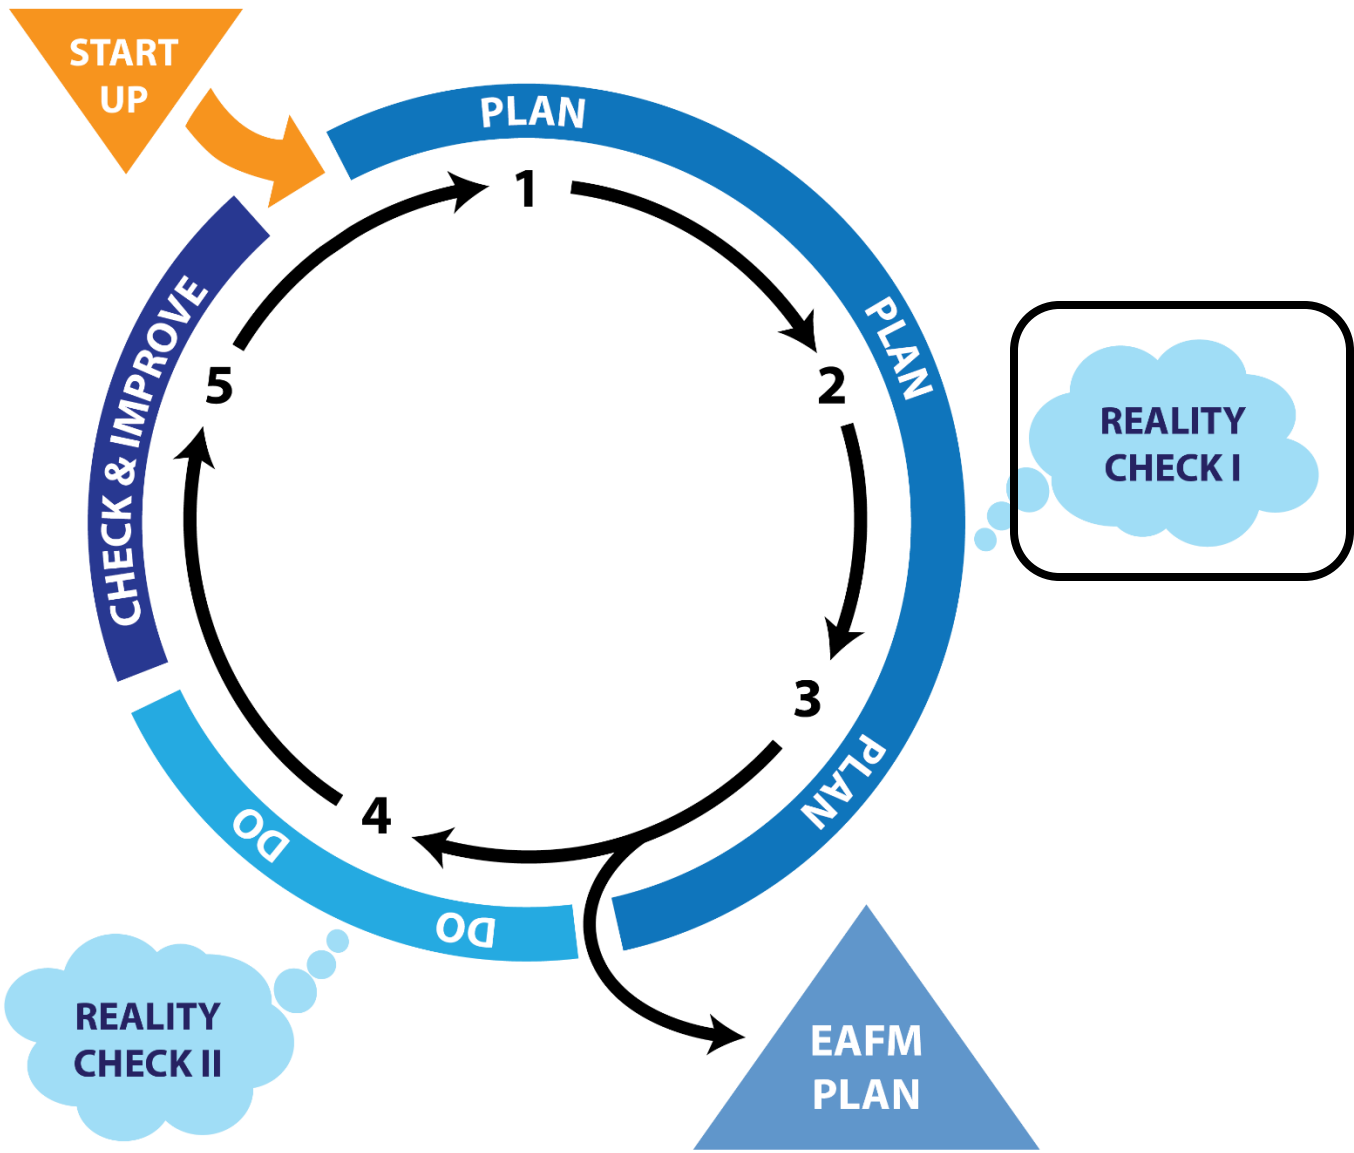 START
UP
PLAN
1
PLAN
2
REALITY
CHECK I
3
PLAN
4
DO
DO
5
CHECK & IMPROVE
REALITY
CHECK II
EAFM
PLAN